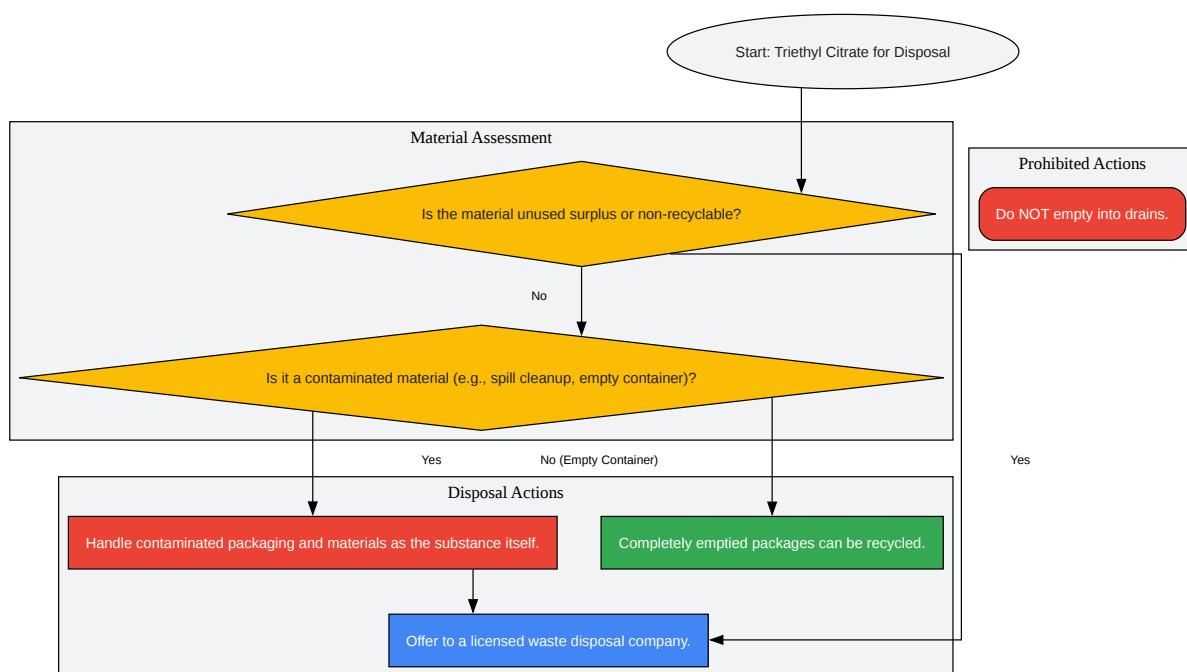 Start: Triethyl Citrate for Disposal
Material Assessment
Prohibited Actions
Is the material unused surplus or non-recyclable?
Do NOT empty into drains.
No
Is it a contaminated material (e.g., spill cleanup, empty container)?
Yes
No (Empty Container)
Yes
Disposal Actions
Handle contaminated packaging and materials as the substance itself.
Completely emptied packages can be recycled.
Offer to a licensed waste disposal company.